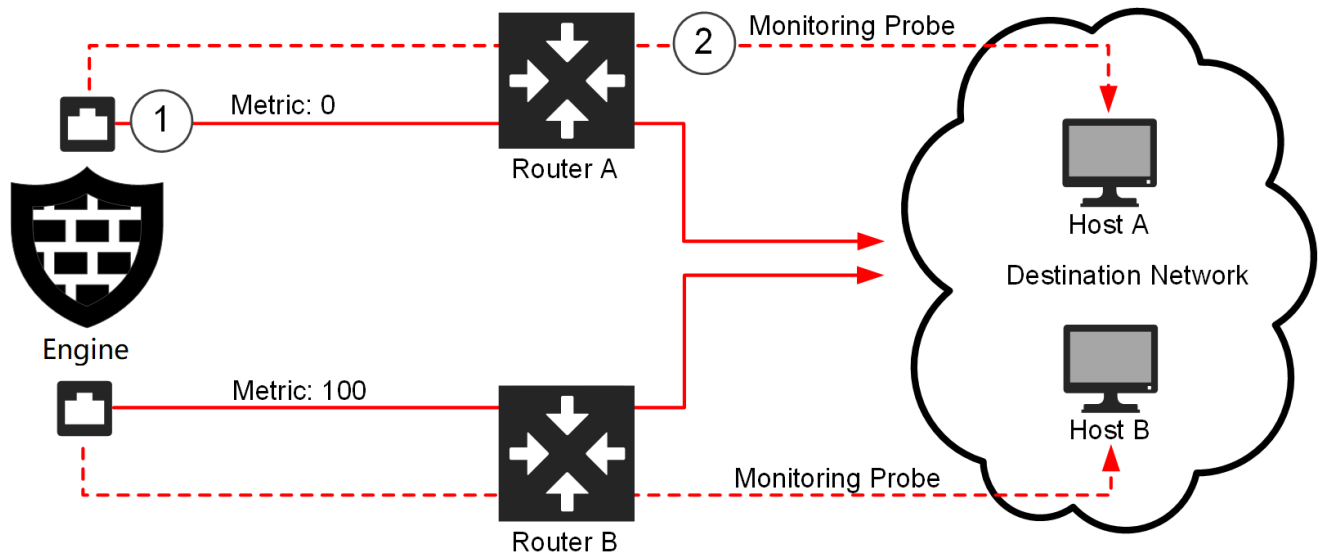 2
Monitoring Probe
1
Metric: 0
Router A
Host A
Destination Network
Engine
Metric: 100
Host B
Monitoring Probe
Router B